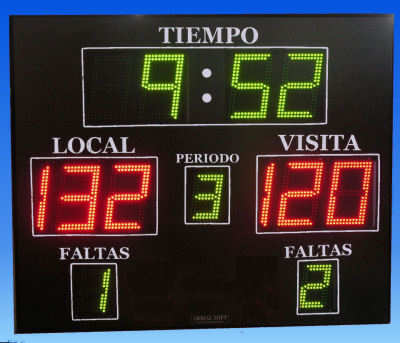 TIEMPO
9:52
LOCAL
PERIODO
VISITA
132
3
120
FALTAS
FALTAS
1
2